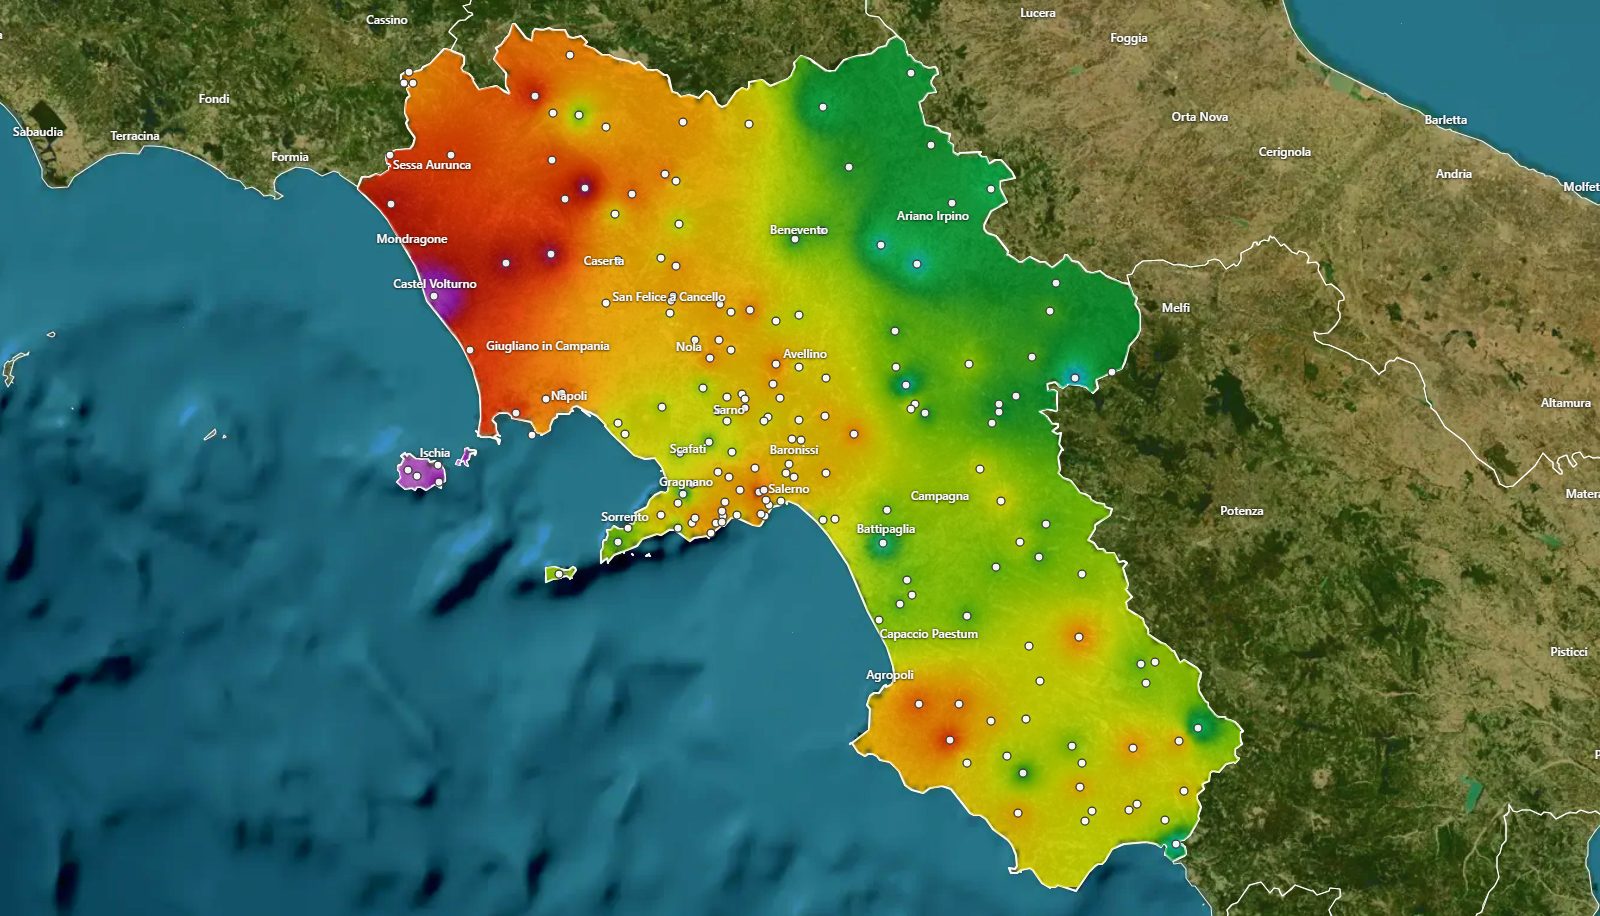 Lucera
Cassino
Foggia
Fondi
Orta Nova
Barletta
Sabaudia
Terracina
Cerignola
Formia
Sessa Aurunca
Andria
Molfet
Ariano Irpino
Benevento
Mondragone
Caserta
Castel Volturno
San Felice a Cancello
Melfi
Giugliano in Campania
Nola
Avellino
Napoli
Altamura
Sarno
Scafati
Baronissi
Ischia
Gragnano
Salerno
Campagna
Matera
Sorrento
Battipaglia
Potenza
Capaccio Paestum
Pisticci
Agropoli